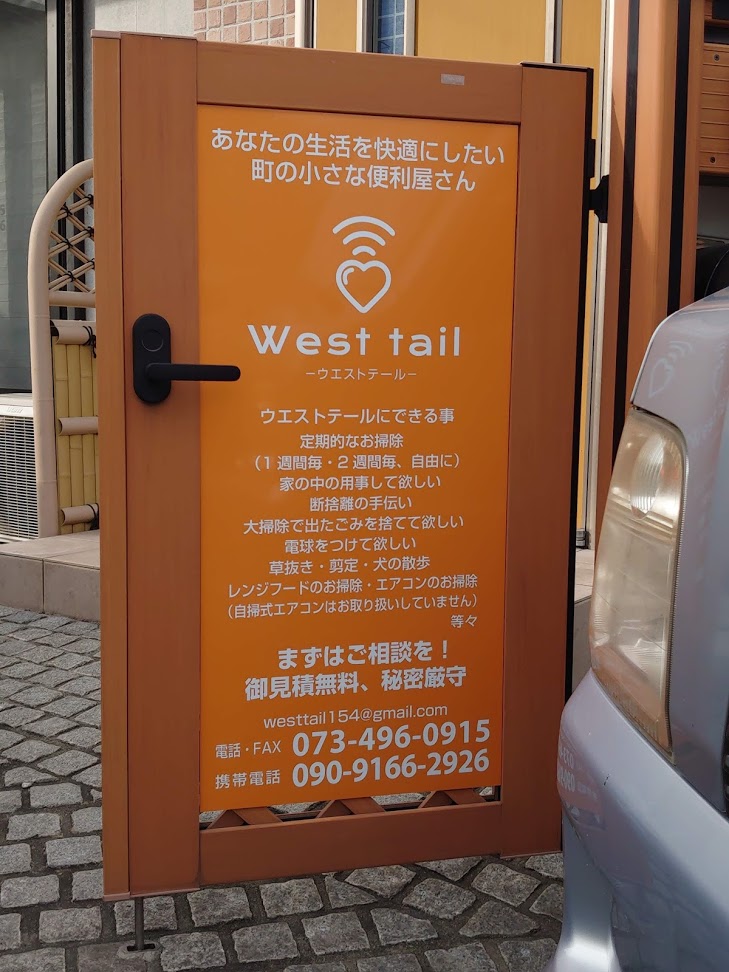 あなたの生活を快適にしたい
町の小さな便利屋さん
West tail
−ウエストテール−
ウエストテールにできる事
定期的なお掃除
（1週間毎・2週間毎、自由に）
家の中の用事して欲しい
断捨離の手伝い
大掃除で出たごみを捨てて欲しい
電球をつけて欲しい
草抜き・剪定・犬の散歩
レンジフードのお掃除・エアコンのお掃除
（自掃式エアコンはお取り扱いしていません）
等々
まずはご相談を！
御見積無料、秘密厳守
westtail154@gmail.com
電話・FAX 073-496-0915
携帯電話 090-9166-2926